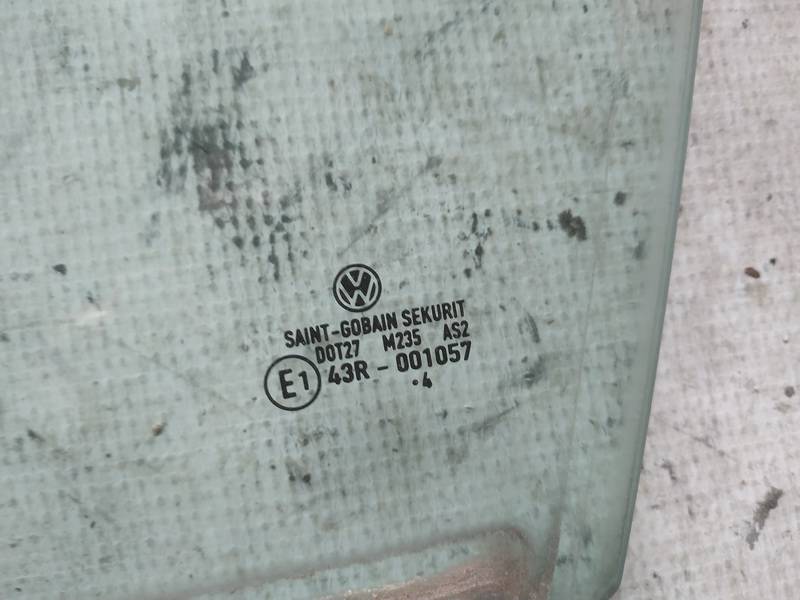 SAINT-GOBAIN SEKURIT
DOT27 M235 AS2
E1 43R - 001057
·4